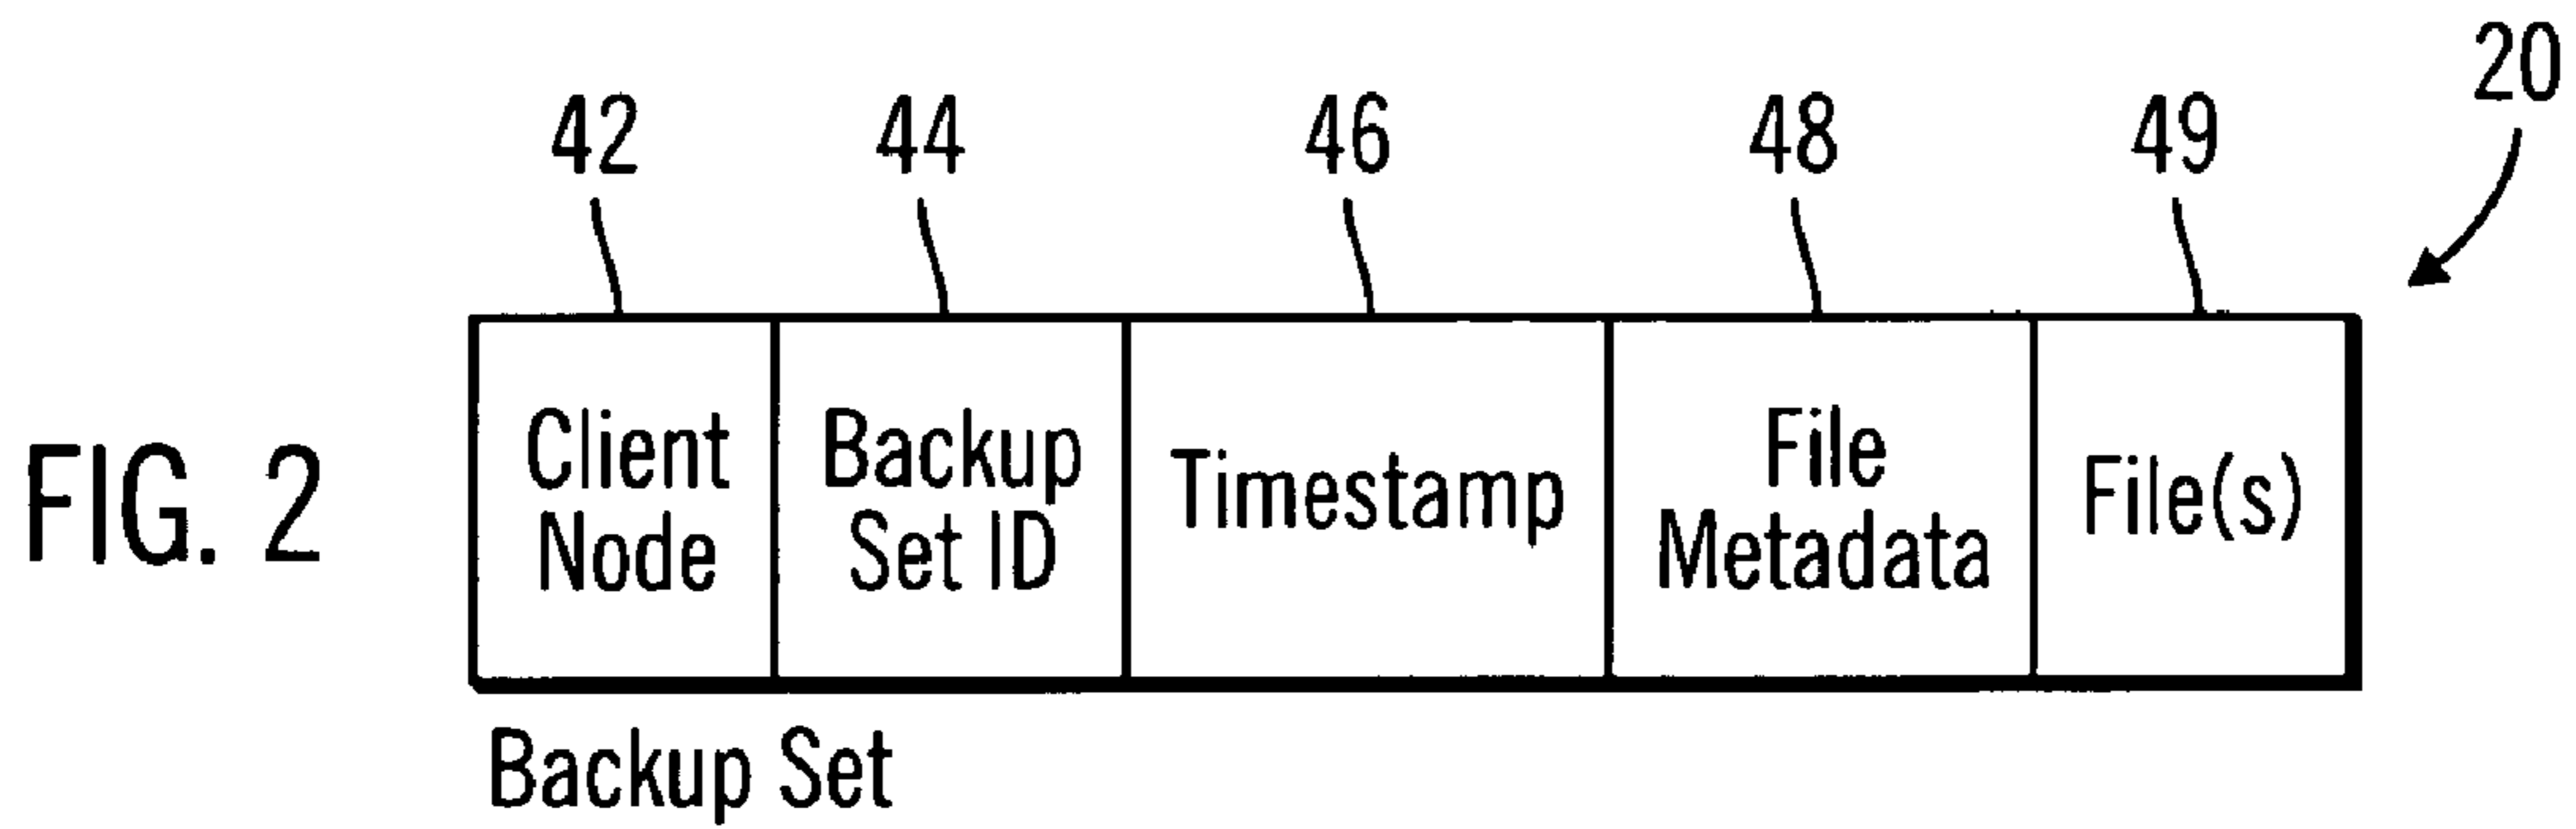 20
42 44 46 48 49
Client
Node
Backup
Set ID
Timestamp
File
Metadata
File(s)
FIG. 2
Backup Set